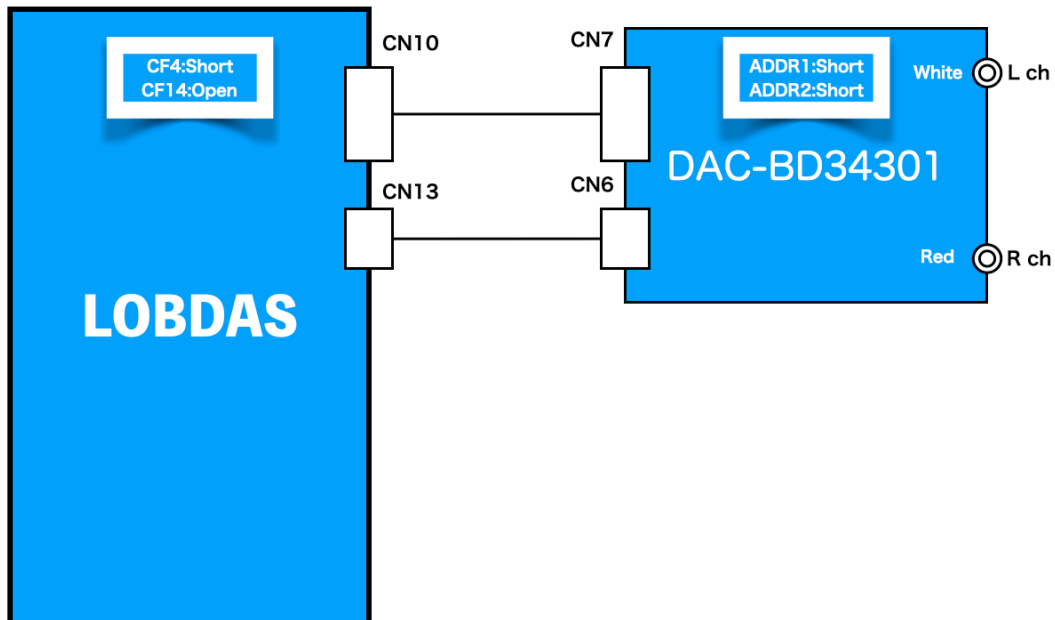 CF4:Short
CF14:Open
CN10
CN13
LOBDAS
CN7
CN6
ADDR1:Short
ADDR2:Short
DAC-BD34301
White
L ch
Red
R ch